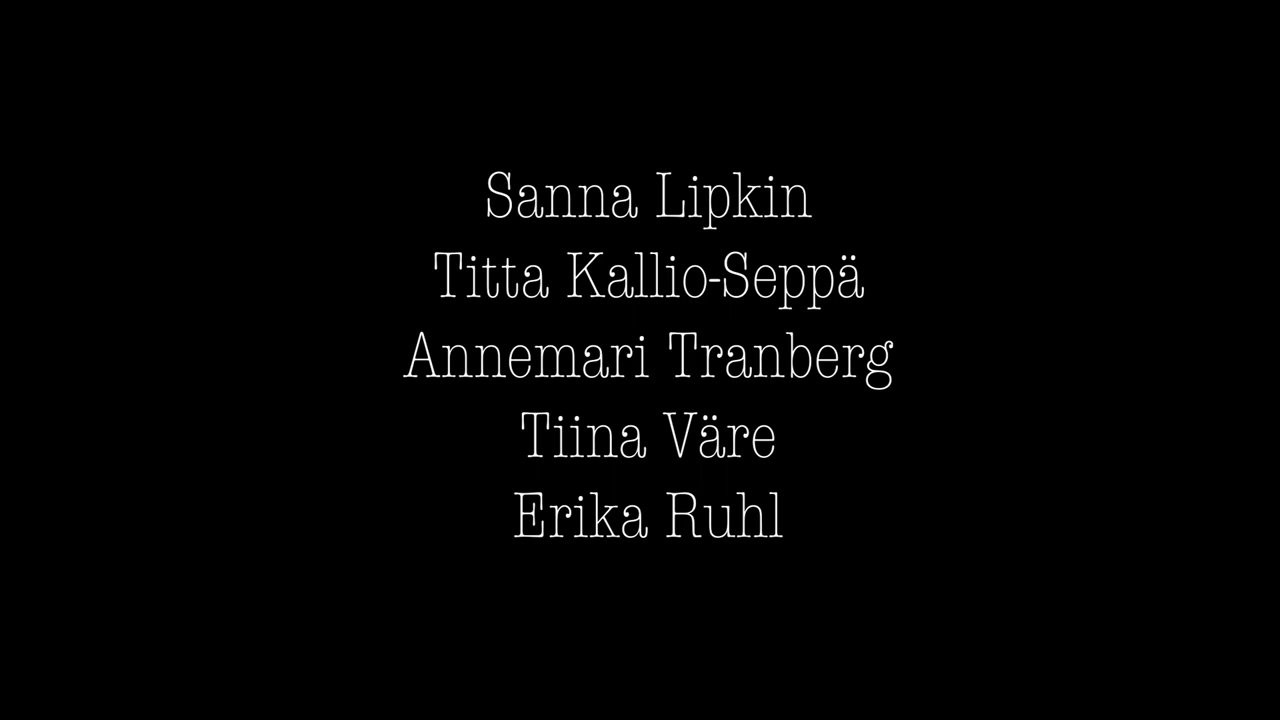 Sanna Lipkin
Titta Kallio-Seppä
Annemari Tranberg
Tiina Väre
Erika Ruhl